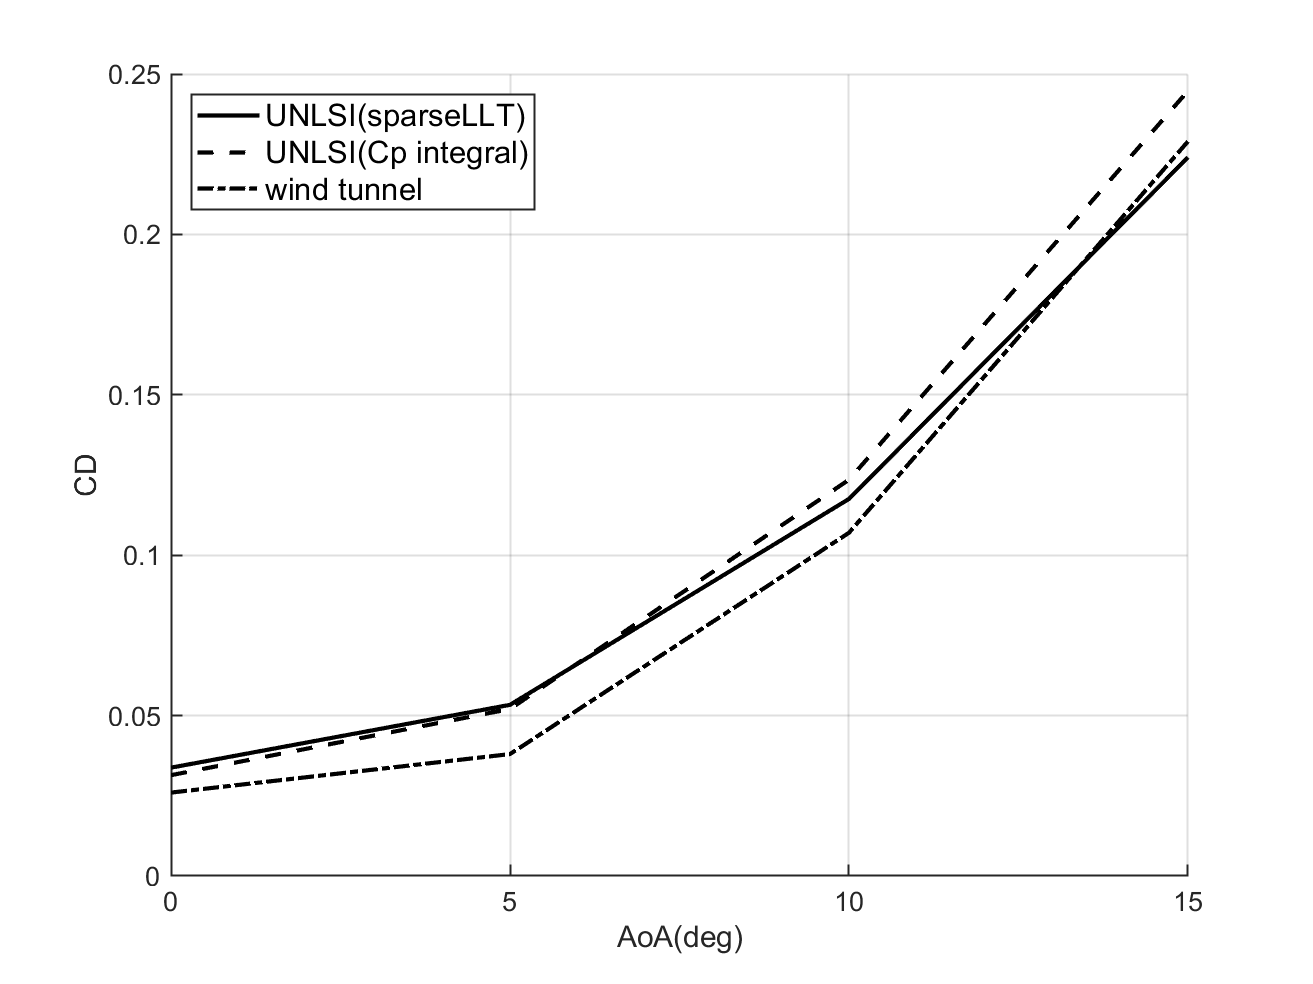 0.25
UNLSI(sparseLLT)
UNLSI(Cp integral)
wind tunnel
0.2
0.15
CD
0.1
0.05
0
0 5 10 15
AoA(deg)